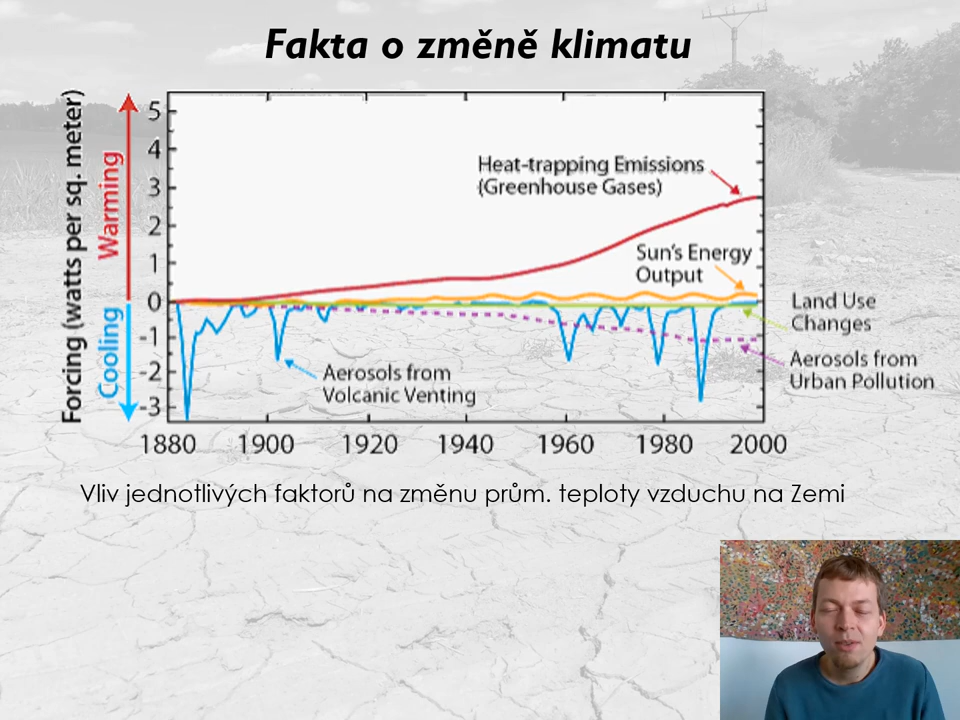 Fakta o změně klimatu
Forcing (watts per sq. meter)
Warming
Cooling
5
4
3
2
1
0
-1
-2
-3
Heat-trapping Emissions
(Greenhouse Gases)
Sun's Energy
Output
Land Use
Changes
Aerosols from
Urban Pollution
Aerosols from
Volcanic Venting
1880 1900 1920 1940 1960 1980 2000
Vliv jednotlivých faktorů na změnu prům. teploty vzduchu na Zemi